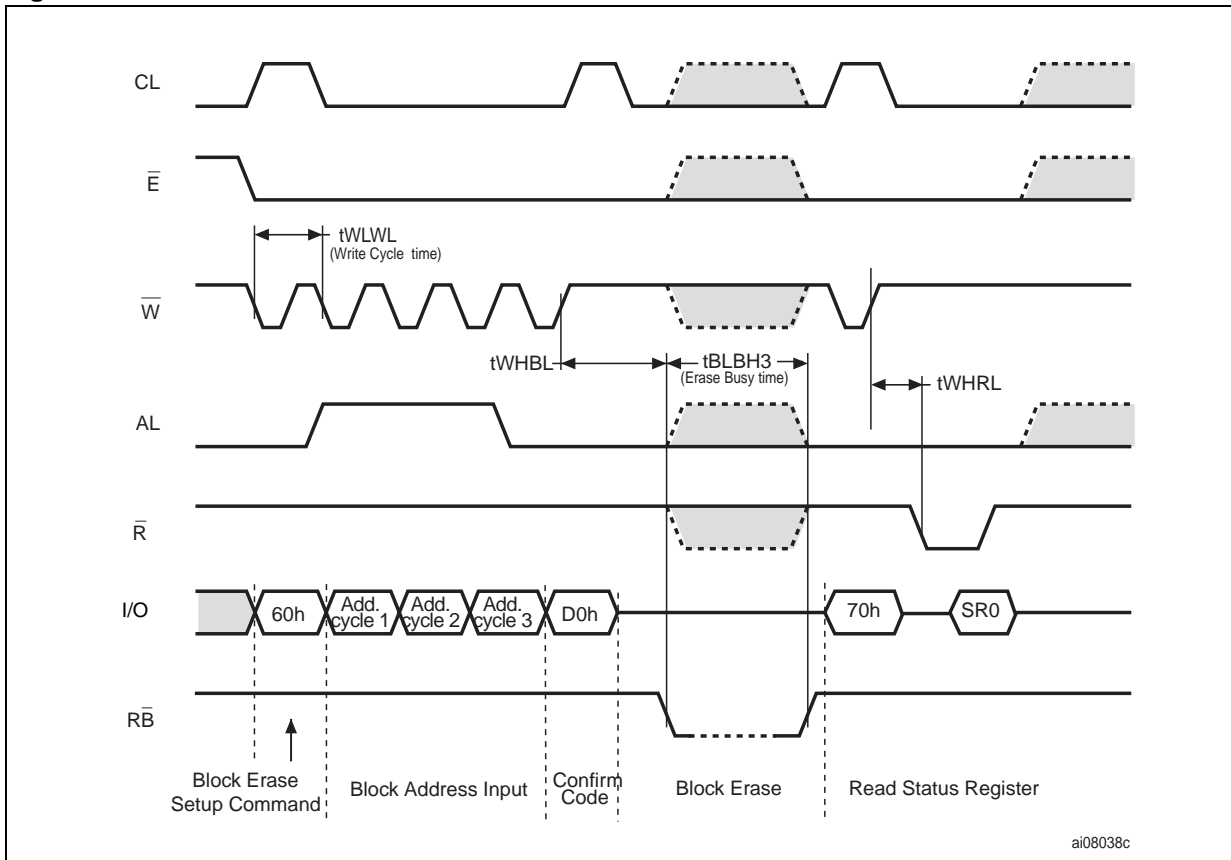 CL
E
tWLWL
(Write Cycle time)
W
tWHBL
tBLBH3
(Erase Busy time)
tWHRL
AL
R
I/O
60h
Add.
cycle 1
Add.
cycle 2
Add.
cycle 3
D0h
70h
SR0
RB
Block Erase
Setup Command
Block Address Input
Confirm
Code
Block Erase
Read Status Register
ai08038c